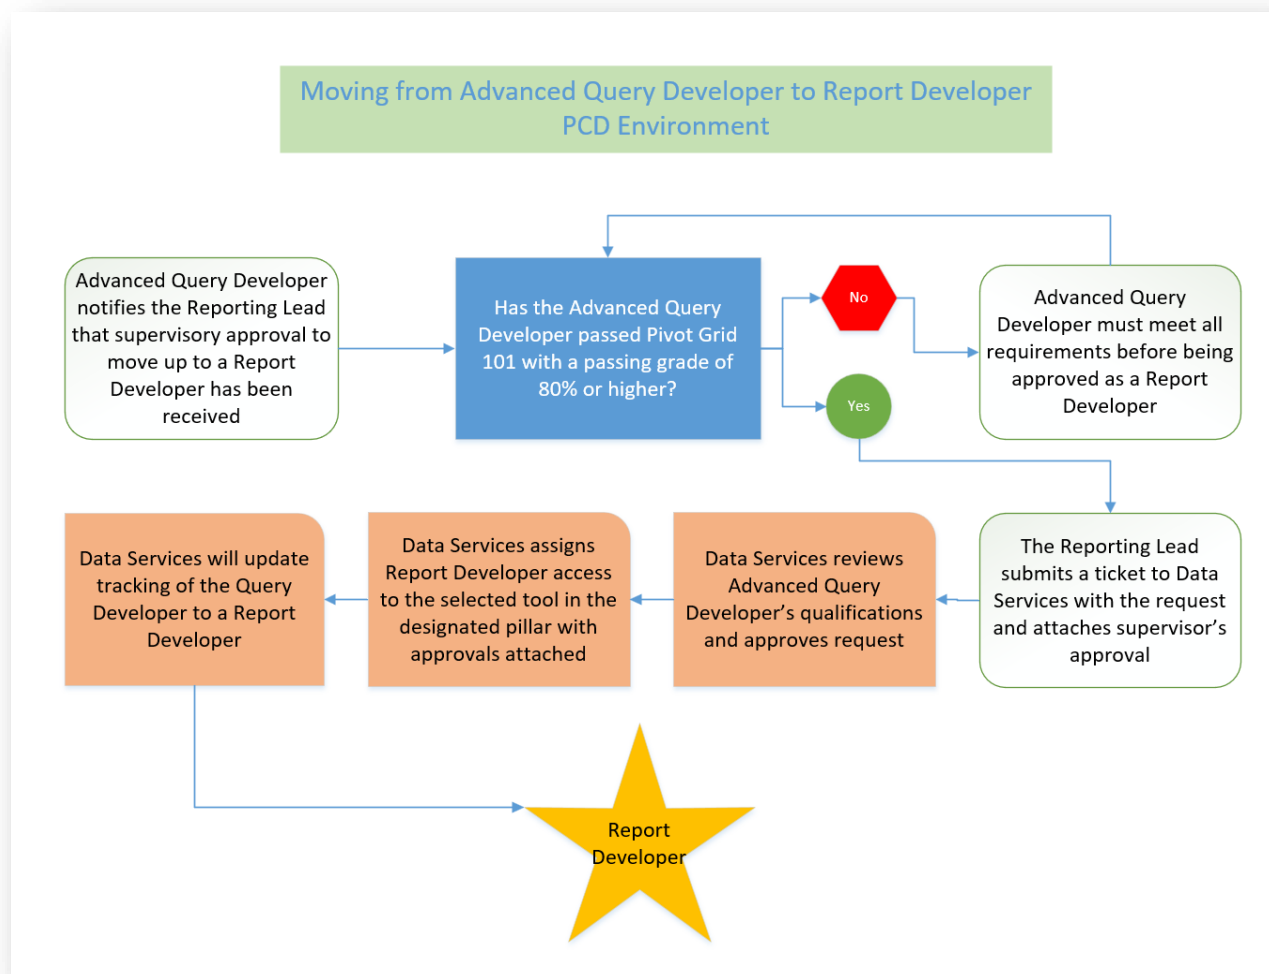 Moving from Advanced Query Developer to Report Developer
PCD Environment
Advanced Query Developer
notifies the Reporting Lead
that supervisory approval to
move up to a Report
Developer has been
received
Has the Advanced Query
Developer passed Pivot Grid
101 with a passing grade of
80% or higher?
No
Yes
Advanced Query
Developer must meet all
requirements before being
approved as a Report
Developer
The Reporting Lead
submits a ticket to Data
Services with the request
and attaches supervisor’s
approval
Data Services reviews
Advanced Query
Developer’s qualifications
and approves request
Data Services assigns
Report Developer access
to the selected tool in the
designated pillar with
approvals attached
Data Services will update
tracking of the Query
Developer to a Report
Developer
Report
Developer